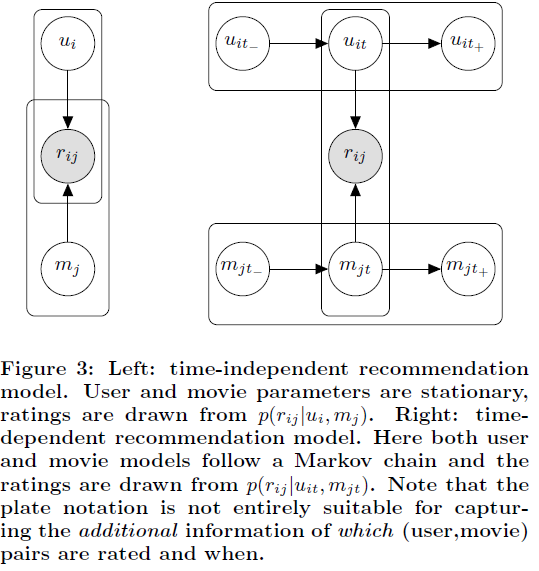 u_i
u_{it_-} u_{it} u_{it_+}
r_{ij} r_{ij}
m_j m_{jt_-} m_{jt} m_{jt_+}
Figure 3: Left: time-independent recommendation
model. User and movie parameters are stationary,
ratings are drawn from p(r_{ij}|u_i, m_j). Right: time-
dependent recommendation model. Here both user
and movie models follow a Markov chain and the
ratings are drawn from p(r_{ij}|u_{it}, m_{jt}). Note that the
plate notation is not entirely suitable for captur-
ing the additional information of which (user,movie)
pairs are rated and when.